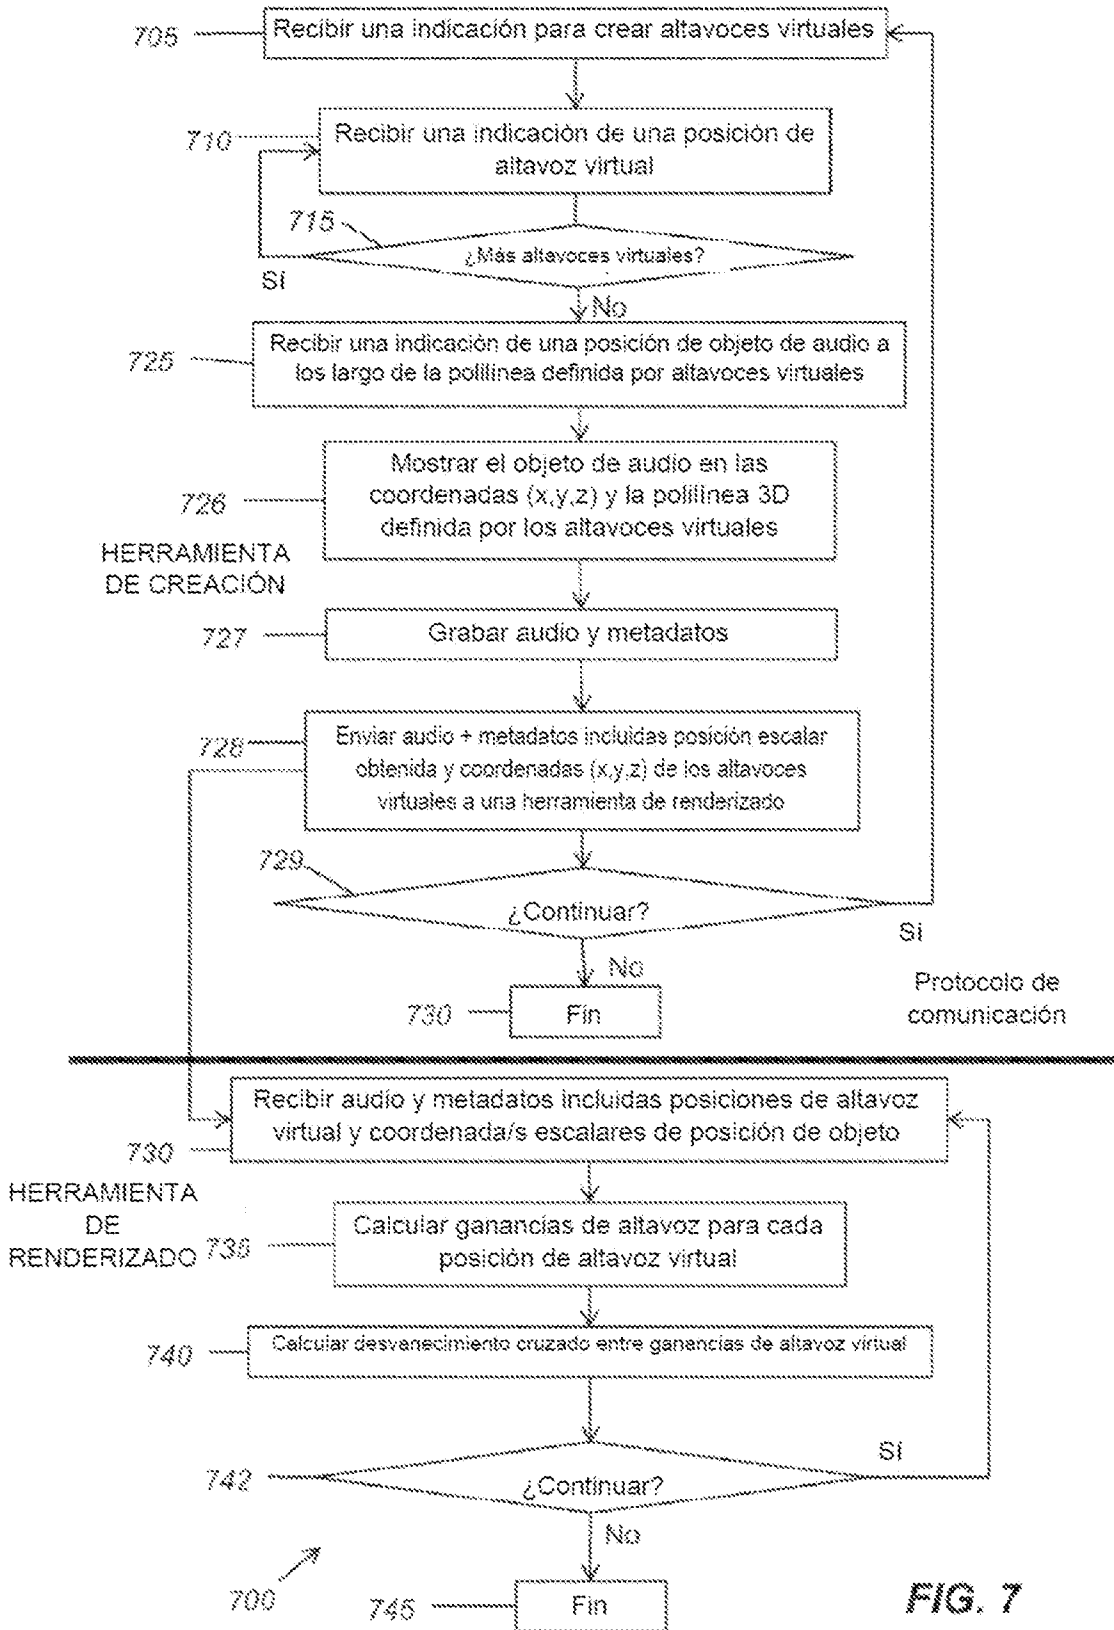 705
Recibir una indicación para crear altavoces virtuales
710
Recibir una indicación de una posición de
altavoz virtual
715
¿Más altavoces virtuales?
SÍ
No
725
Recibir una indicación de una posición de objeto de audio a
los largo de la polilínea definida por altavoces virtuales
726
Mostrar el objeto de audio en las
coordenadas (x,y,z) y la polilínea 3D
definida por los altavoces virtuales
HERRAMIENTA
DE CREACIÓN
727
Grabar audio y metadatos
728
Enviar audio + metadatos incluidas posición escalar
obtenida y coordenadas (x,y,z) de los altavoces
virtuales a una herramienta de renderizado
729
¿Continuar?
SÍ
No
730
Fin
Protocolo de
comunicación
Recibir audio y metadatos incluidas posiciones de altavoz
virtual y coordenada/s escalares de posición de objeto
730
HERRAMIENTA
DE
RENDERIZADO
735
Calcular ganancias de altavoz para cada
posición de altavoz virtual
740
Calcular desvanecimiento cruzado entre ganancias de altavoz virtual
742
¿Continuar?
SÍ
No
700
745
Fin
FIG. 7